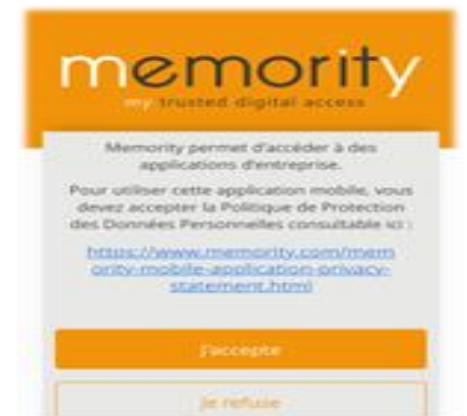 memority
my trusted digital access
Memority permet d'accéder à des
applications d'entreprise.
Pour utiliser cette application mobile, vous
devez accepter la Politique de Protection
des Données Personnelles consultable ici :
https://www.memority.com/mem
ority-mobile-application-privacy-
statement.html
J'accepte
Je refuse